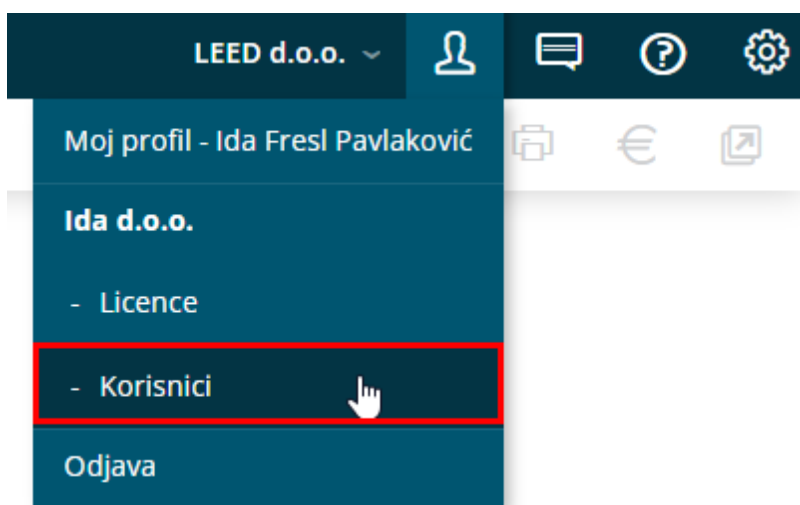 LEED d.o.o.
Moj profil - Ida Fresl Pavlaković
Ida d.o.o.
- Licence
- Korisnici
Odjava